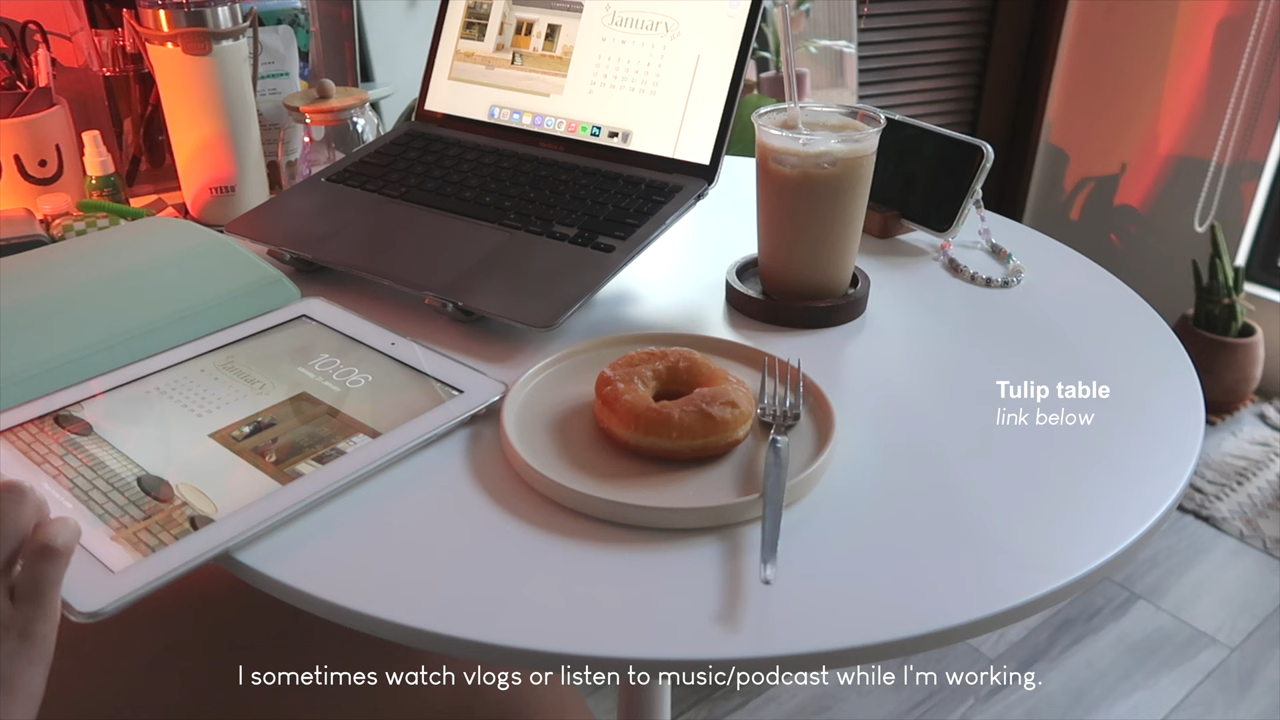 January
TYESO
January
10:06
Tulip table
link below
I sometimes watch vlogs or listen to music/podcast while I'm working.